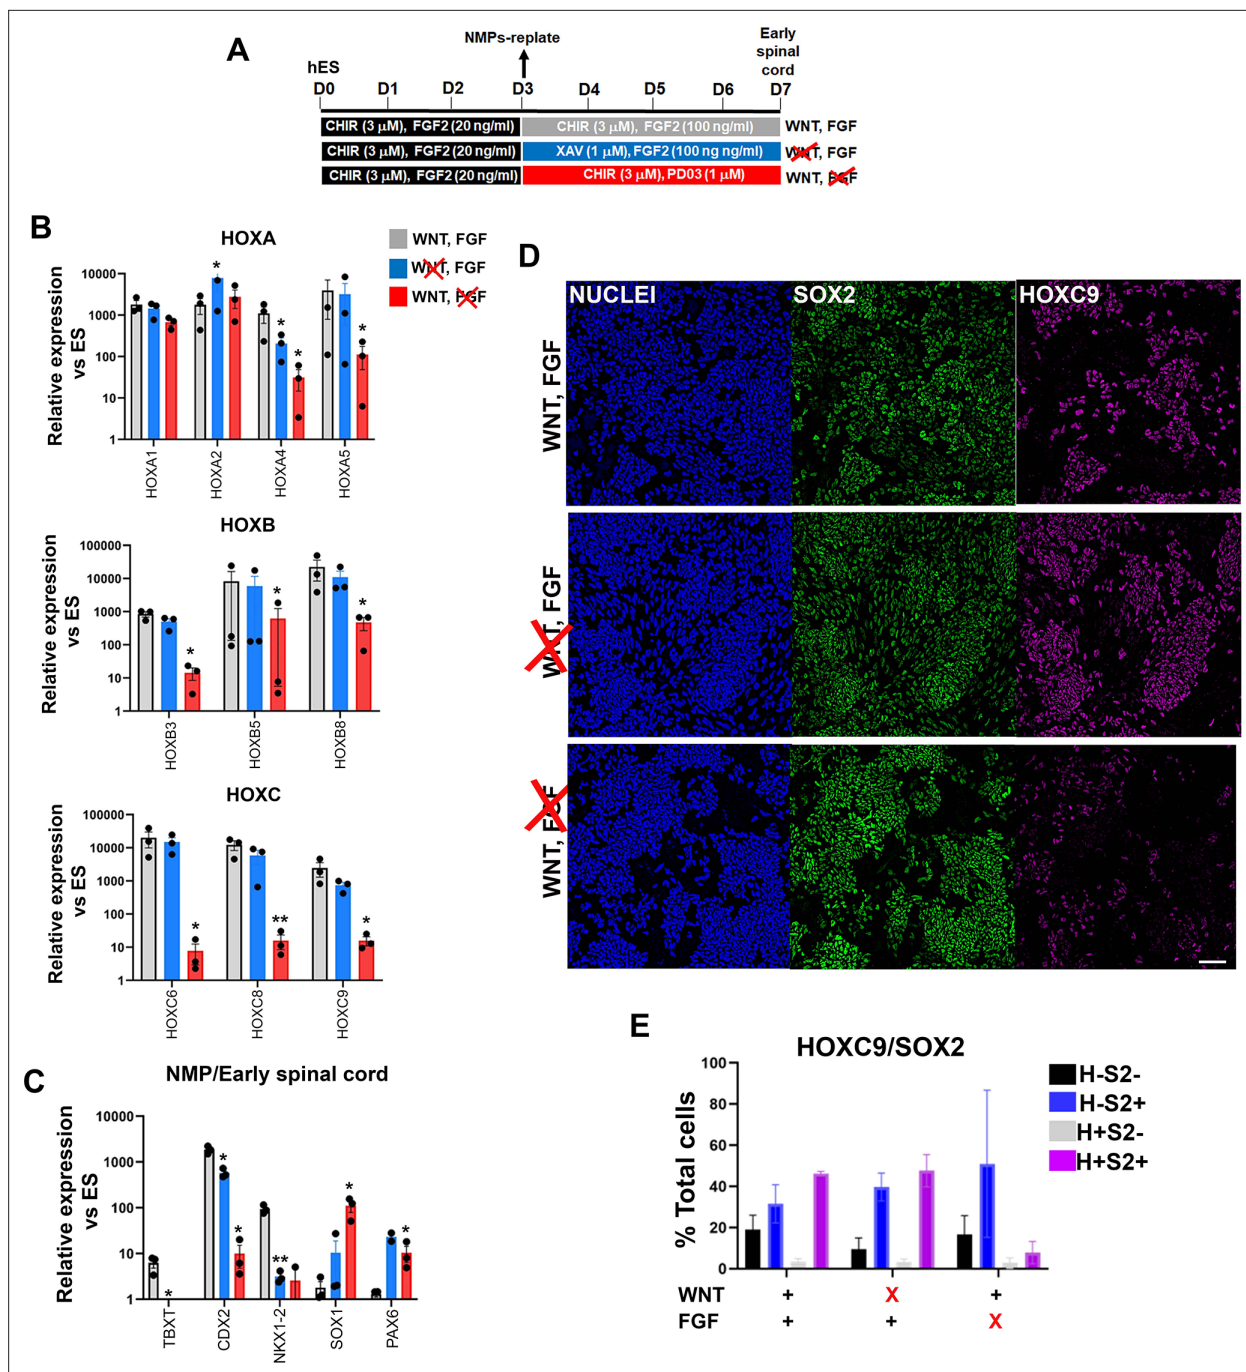 A
NMPs-replate
Early
spinal
cord
hES
D0 D1 D2 D3 D4 D5 D6 D7
CHIR (3 µM), FGF2 (20 ng/ml) CHIR (3 µM), FGF2 (100 ng/ml) WNT, FGF
CHIR (3 µM), FGF2 (20 ng/ml) XAV (1 µM), FGF2 (100 ng ng/ml) WNT, FGF
CHIR (3 µM), FGF2 (20 ng/ml) CHIR (3 µM), PD03 (1 µM) WNT, FGF
B
HOXA
WNT, FGF
WNT, FGF
WNT, FGF
Relative expression
vs ES
10000
1000
100
10
1
* * * *
HOXA1 HOXA2 HOXA4 HOXA5
HOXB
Relative expression
vs ES
100000
10000
1000
100
10
1
* * *
HOXB3 HOXB5 HOXB8
HOXC
Relative expression
vs ES
100000
10000
1000
100
10
1
* ** *
HOXC6 HOXC8 HOXC9
C
NMP/Early spinal cord
Relative expression
vs ES
10000
1000
100
10
1
* * * ** * *
TBXT CDX2 NKX1-2 SOX1 PAX6
D
NUCLEI SOX2 HOXC9
WNT, FGF
WNT, FGF
WNT, FGF
E
HOXC9/SOX2
% Total cells
100
80
60
40
20
0
H-S2-
H-S2+
H+S2-
H+S2+
WNT + X +
FGF + + X